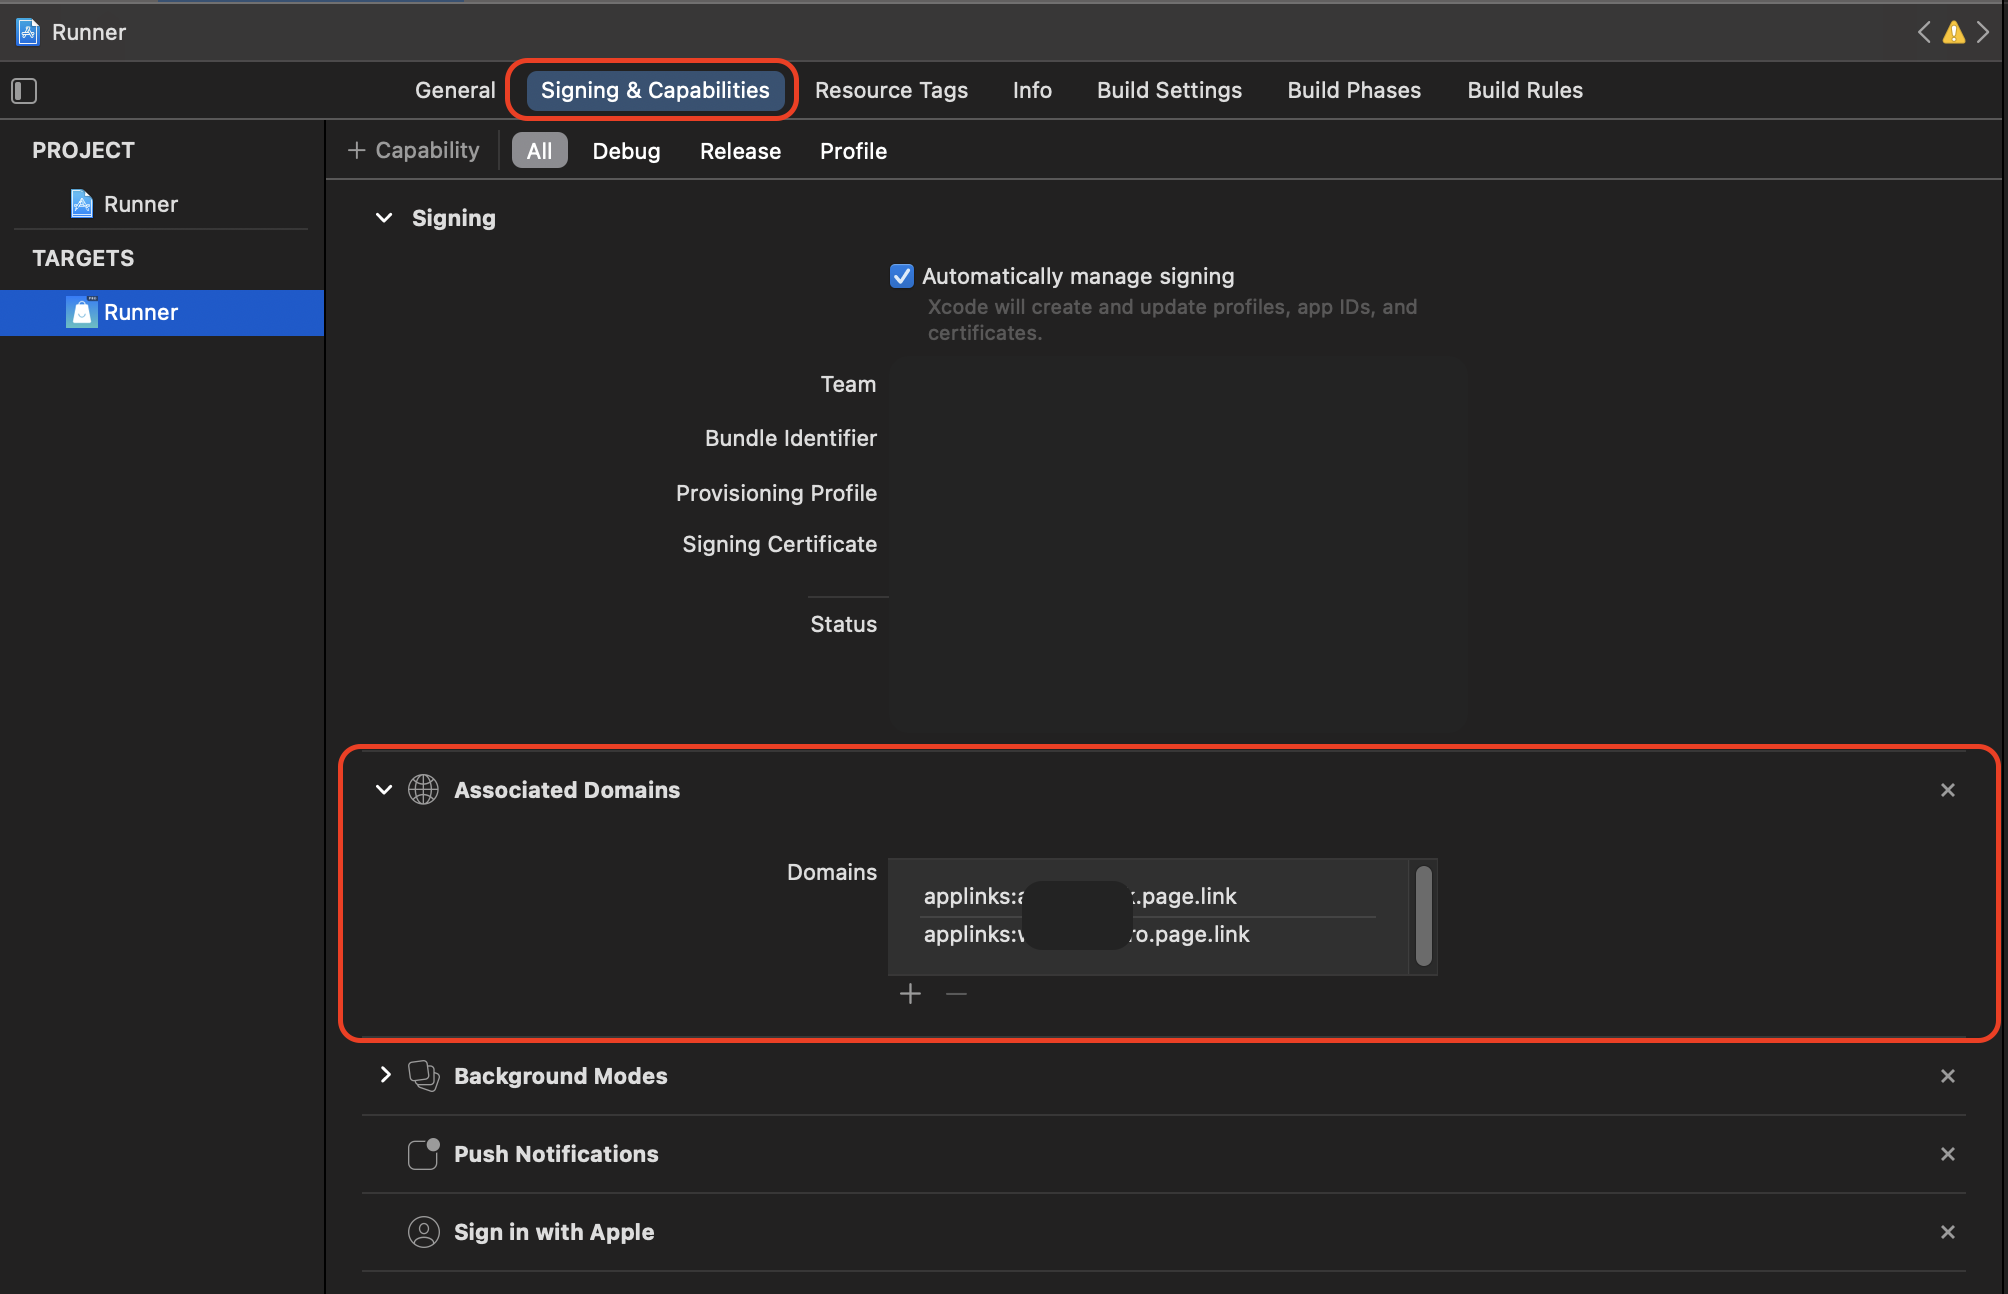 Runner
General Signing & Capabilities Resource Tags Info Build Settings Build Phases Build Rules
PROJECT
Runner
TARGETS
Runner
+ Capability All Debug Release Profile
Signing
Automatically manage signing
Xcode will create and update profiles, app IDs, and
certificates.
Team
Bundle Identifier
Provisioning Profile
Signing Certificate
Status
Associated Domains
Domains
applinks: .page.link
applinks: ro.page.link
Background Modes
Push Notifications
Sign in with Apple